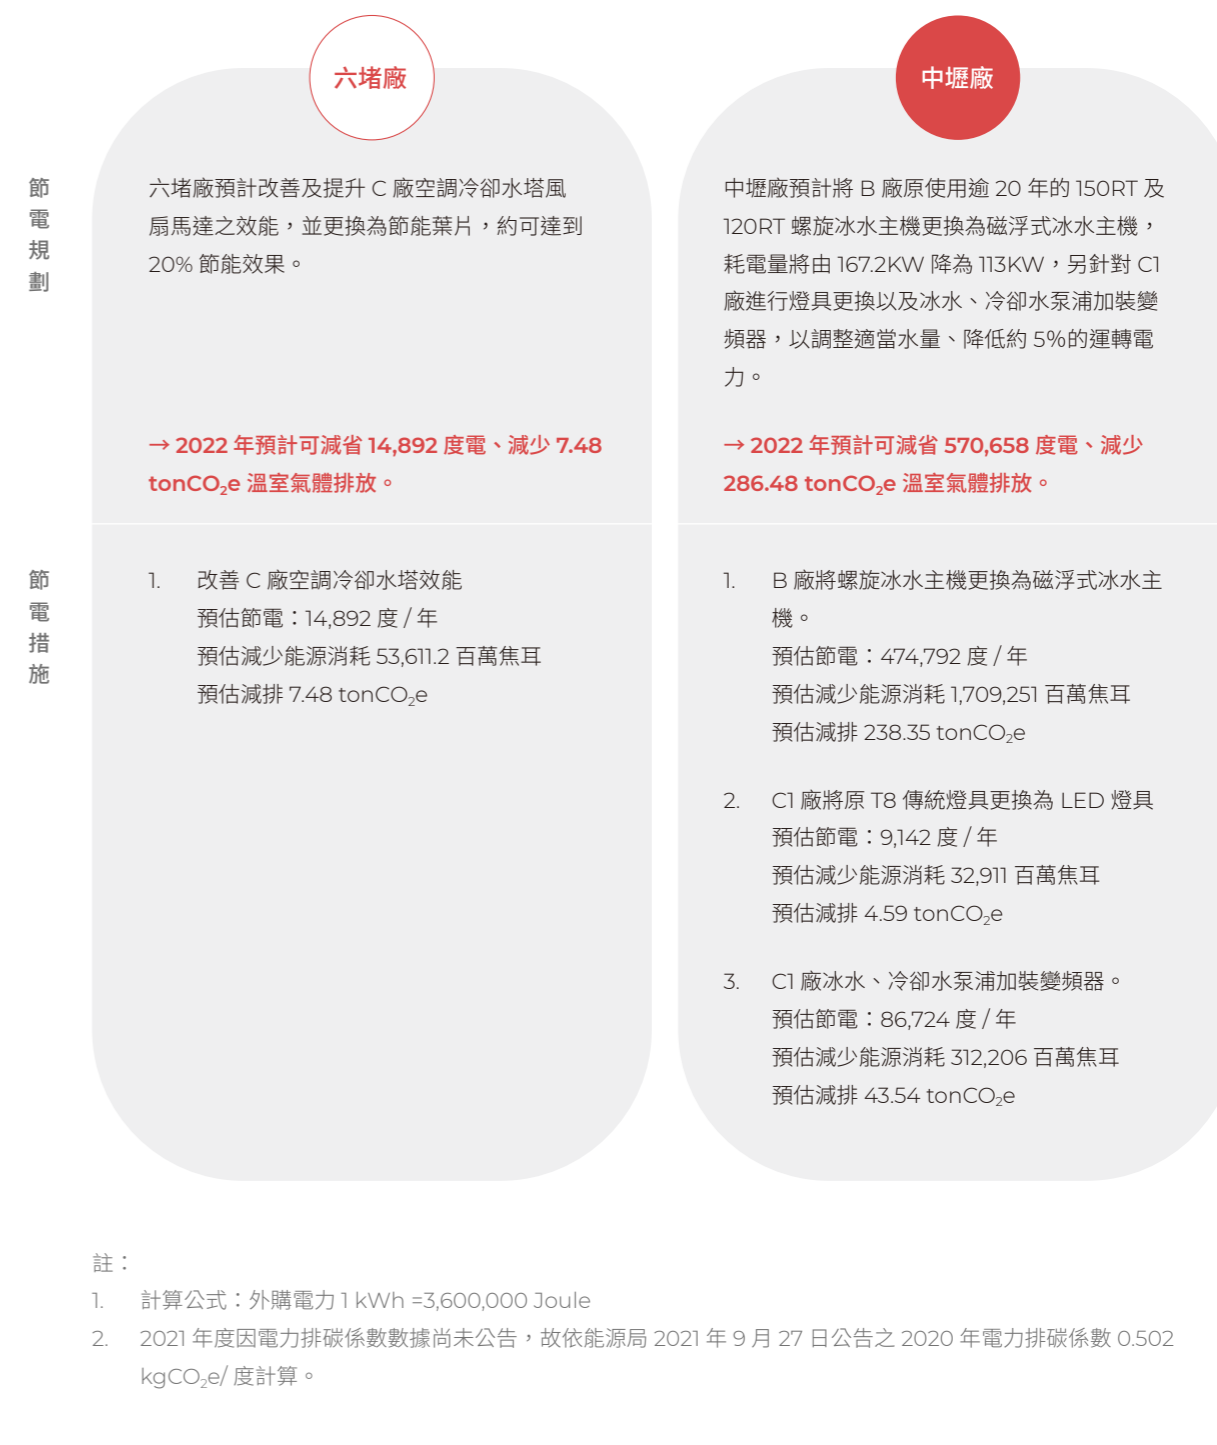 六堵廠
中壢廠
節電規劃
六堵廠預計改善及提升 C 廠空調冷卻水塔風
扇馬達之效能，並更換為節能葉片，約可達到
20% 節能效果。
→ 2022 年預計可減省 14,892 度電、減少 7.48
tonCO₂e 溫室氣體排放。
中壢廠預計將 B 廠原使用逾 20 年的 150RT 及
120RT 螺旋冰水主機更換為磁浮式冰水主機，
耗電量將由 167.2KW 降為 113KW，另針對 C1
廠進行燈具更換以及冰水、冷卻水泵浦加裝變
頻器，以調整適當水量、降低約 5%的運轉電
力。
→ 2022 年預計可減省 570,658 度電、減少
286.48 tonCO₂e 溫室氣體排放。
節電措施
1. 改善 C 廠空調冷卻水塔效能
預估節電：14,892 度 / 年
預估減少能源消耗 53,611.2 百萬焦耳
預估減排 7.48 tonCO₂e
1. B 廠將螺旋冰水主機更換為磁浮式冰水主
機。
預估節電：474,792 度 / 年
預估減少能源消耗 1,709,251 百萬焦耳
預估減排 238.35 tonCO₂e
2. C1 廠將原 T8 傳統燈具更換為 LED 燈具
預估節電：9,142 度 / 年
預估減少能源消耗 32,911 百萬焦耳
預估減排 4.59 tonCO₂e
3. C1 廠冰水、冷卻水泵浦加裝變頻器。
預估節電：86,724 度 / 年
預估減少能源消耗 312,206 百萬焦耳
預估減排 43.54 tonCO₂e
註：
1. 計算公式：外購電力 1 kWh =3,600,000 Joule
2. 2021 年度因電力排碳係數數據尚未公告，故依能源局 2021 年 9 月 27 日公告之 2020 年電力排碳係數 0.502
kgCO₂e/ 度計算。